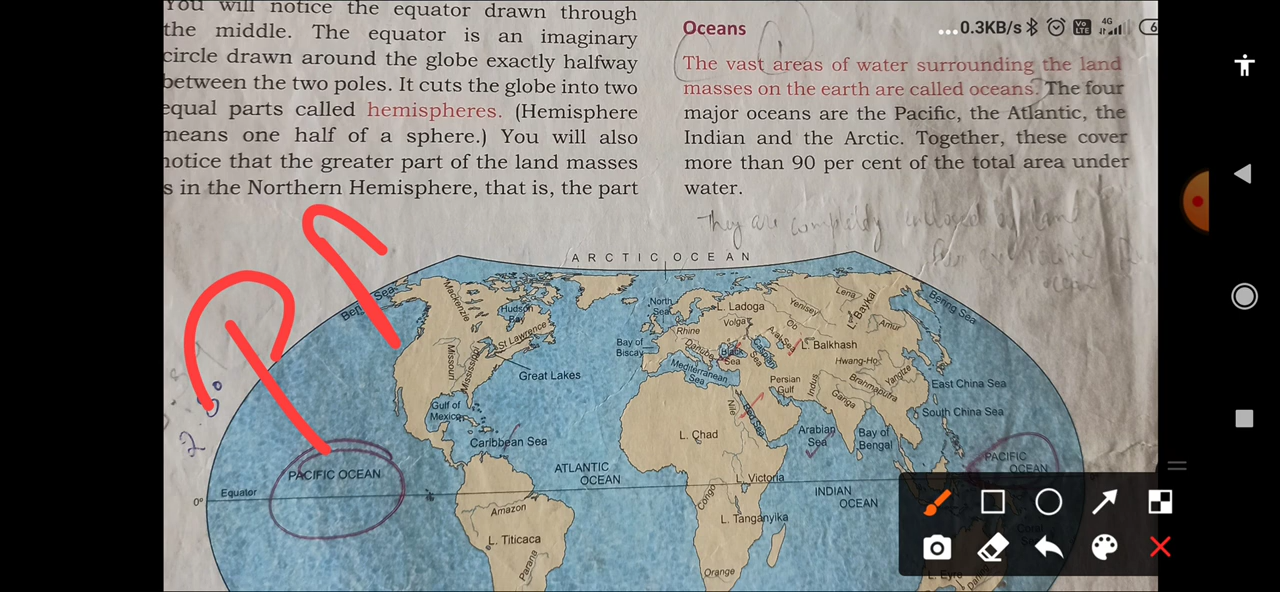 You will notice the equator drawn through
the middle. The equator is an imaginary
circle drawn around the globe exactly halfway
between the two poles. It cuts the globe into two
equal parts called hemispheres. (Hemisphere
means one half of a sphere.) You will also
notice that the greater part of the land masses
s in the Northern Hemisphere, that is, the part
Oceans
...0.3KB/s
4G
6
The vast areas of water surrounding the land
masses on the earth are called oceans. The four
major oceans are the Pacific, the Atlantic, the
Indian and the Arctic. Together, these cover
more than 90 per cent of the total area under
water.
They are completely enclosed
ARCTIC OCEAN
Sea
Mackenzie
Hudson
Bay
St Lawrence
Missouri
Mississippi
Great Lakes
Gulf of
Mexico
Caribbean Sea
PACIFIC OCEAN
0°
Equator
ATLANTIC
OCEAN
Amazon
L. Titicaca
Parana
North
Sea
Bay of
Biscay
Rhine
Danube
L. Ladoga
Volga
Black
Sea
Caspian
Sea
Aral Sea
Mediterranean
Sea
Ob
Yenisey
Lena
L. Baykal
Amur
Bering Sea
L. Balkhash
Hwang-Ho
Yangtze
Brahmaputra
Ganga
Indus
Persian
Gulf
Nile
Red Sea
Arabian
Sea
Bay of
Bengal
East China Sea
South China Sea
PACIFIC
OCEAN
L. Chad
L. Victoria
Congo
L. Tanganyika
Orange
INDIAN
OCEAN
L. Eyre